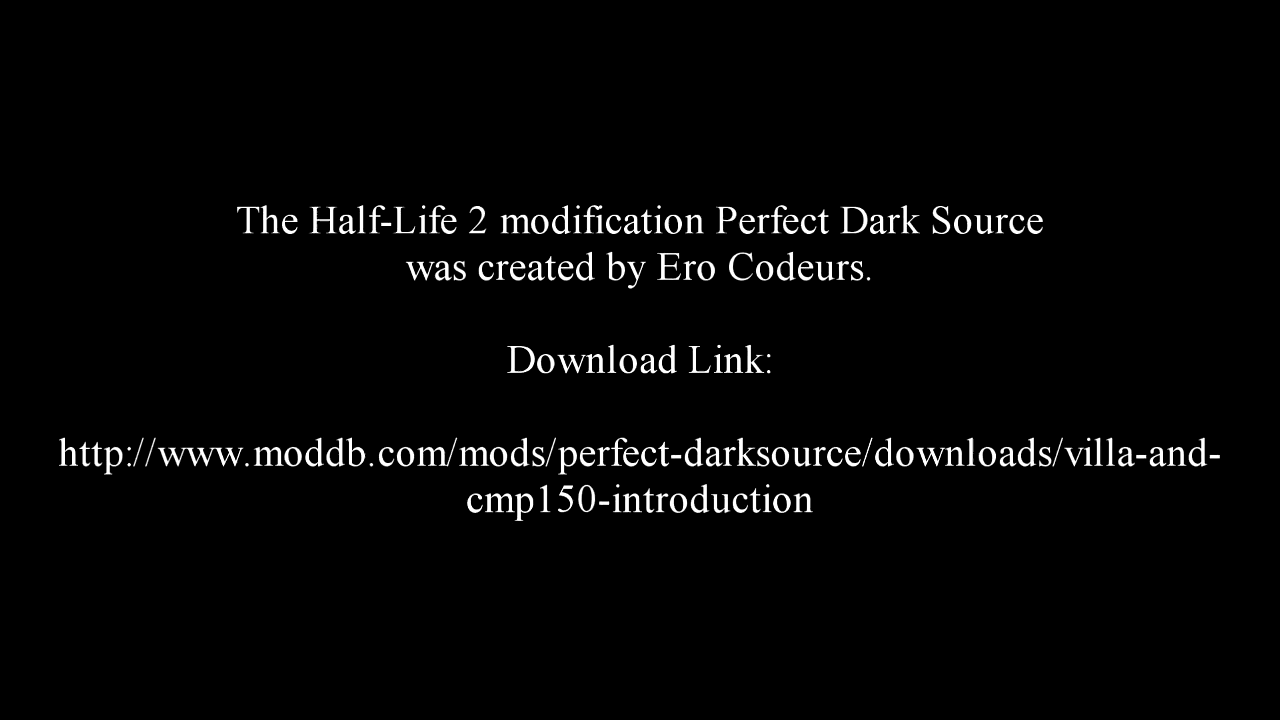 The Half-Life 2 modification Perfect Dark Source
was created by Ero Codeurs.
Download Link:
http://www.moddb.com/mods/perfect-darksource/downloads/villa-and-
cmp150-introduction